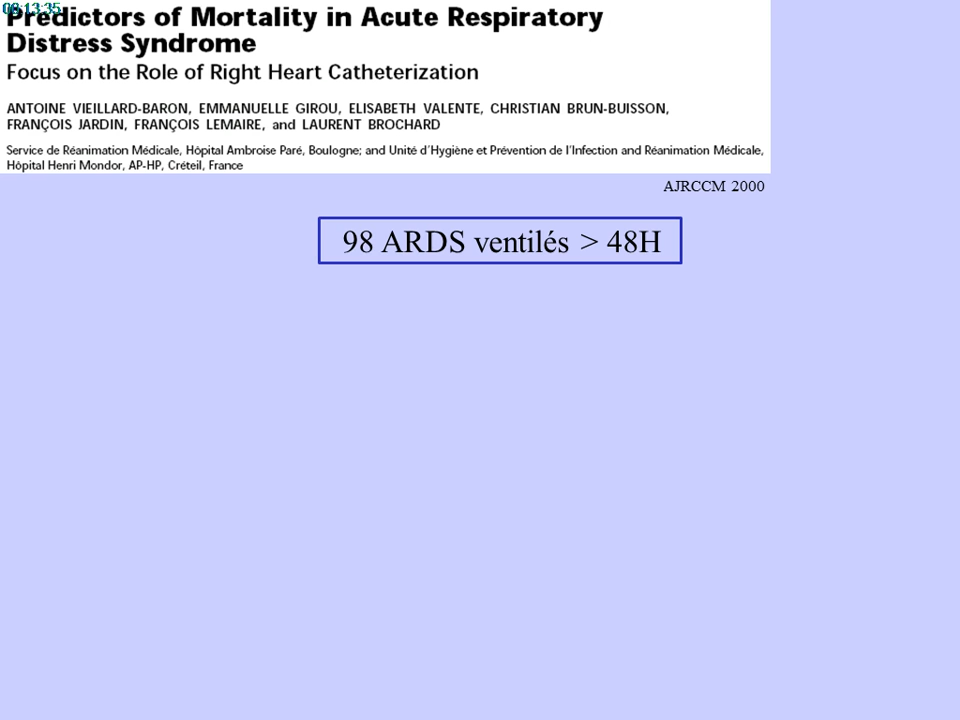 Predictors of Mortality in Acute Respiratory
Distress Syndrome
Focus on the Role of Right Heart Catheterization
ANTOINE VIEILLARD-BARON, EMMANUELLE GIROU, ELISABETH VALENTE, CHRISTIAN BRUN-BUISSON,
FRANÇOIS JARDIN, FRANÇOIS LEMAIRE, and LAURENT BROCHARD
Service de Réanimation Médicale, Hôpital Ambroise Paré, Boulogne; and Unité d'Hygiène et Prévention de l'Infection and Réanimation Médicale,
Hôpital Henri Mondor, AP-HP, Créteil, France
AJRCCM 2000
98 ARDS ventilés > 48H